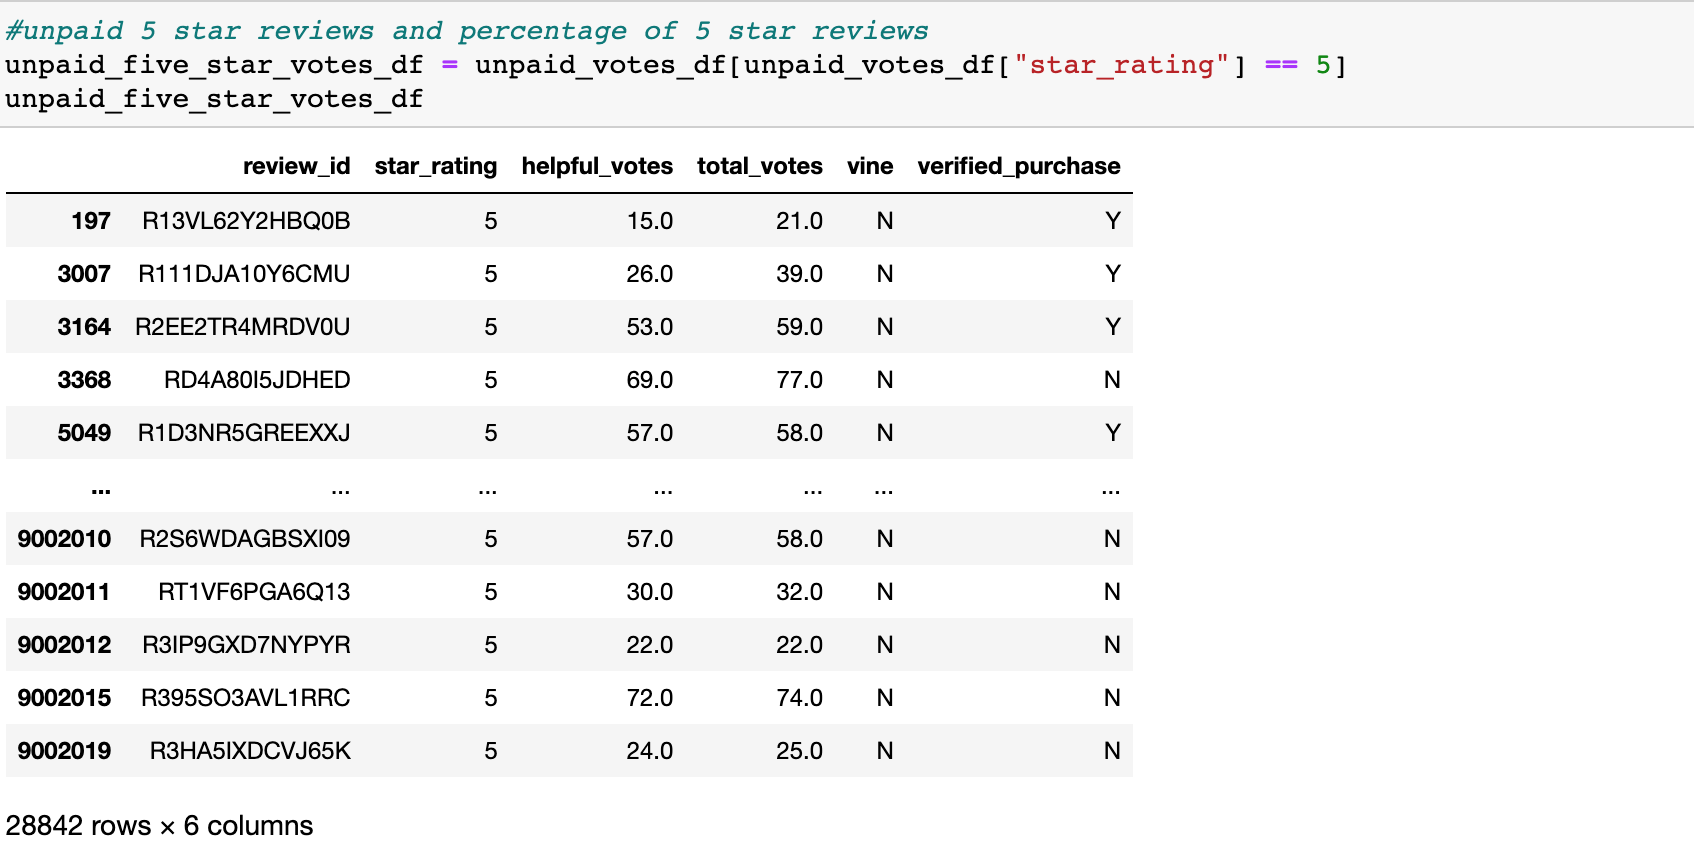 #unpaid 5 star reviews and percentage of 5 star reviews
unpaid_five_star_votes_df = unpaid_votes_df[unpaid_votes_df["star_rating"] == 5]
unpaid_five_star_votes_df
review_id star_rating helpful_votes total_votes vine verified_purchase
197 R13VL62Y2HBQ0B 5 15.0 21.0 N Y
3007 R111DJA10Y6CMU 5 26.0 39.0 N Y
3164 R2EE2TR4MRDV0U 5 53.0 59.0 N Y
3368 RD4A80I5JDHED 5 69.0 77.0 N N
5049 R1D3NR5GREEXXJ 5 57.0 58.0 N Y
... ... ... ... ... ... ...
9002010 R2S6WDAGBSXI09 5 57.0 58.0 N N
9002011 RT1VF6PGA6Q13 5 30.0 32.0 N N
9002012 R3IP9GXD7NYPYR 5 22.0 22.0 N N
9002015 R395SO3AVL1RRC 5 72.0 74.0 N N
9002019 R3HA5IXDCVJ65K 5 24.0 25.0 N N
28842 rows × 6 columns